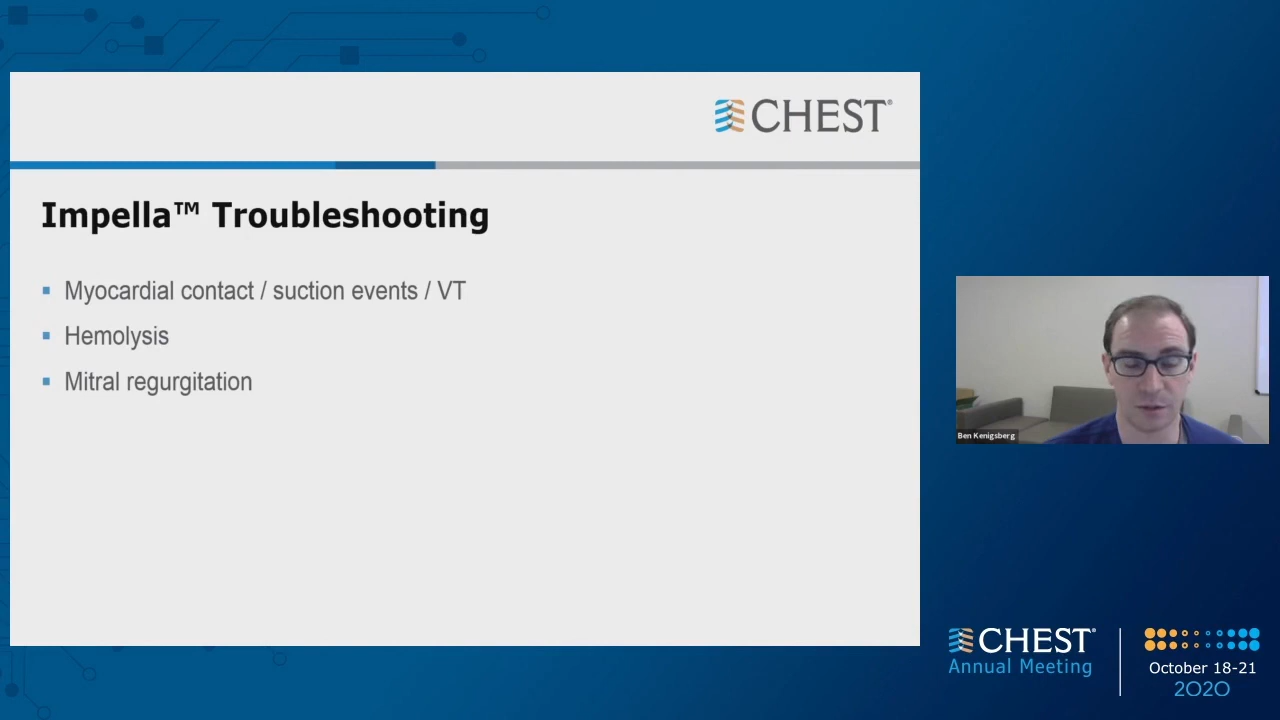 CHEST®
Impella™ Troubleshooting
Myocardial contact / suction events / VT
Hemolysis
Mitral regurgitation
Ben Kenigsberg
CHEST®
Annual Meeting
October 18-21
2020